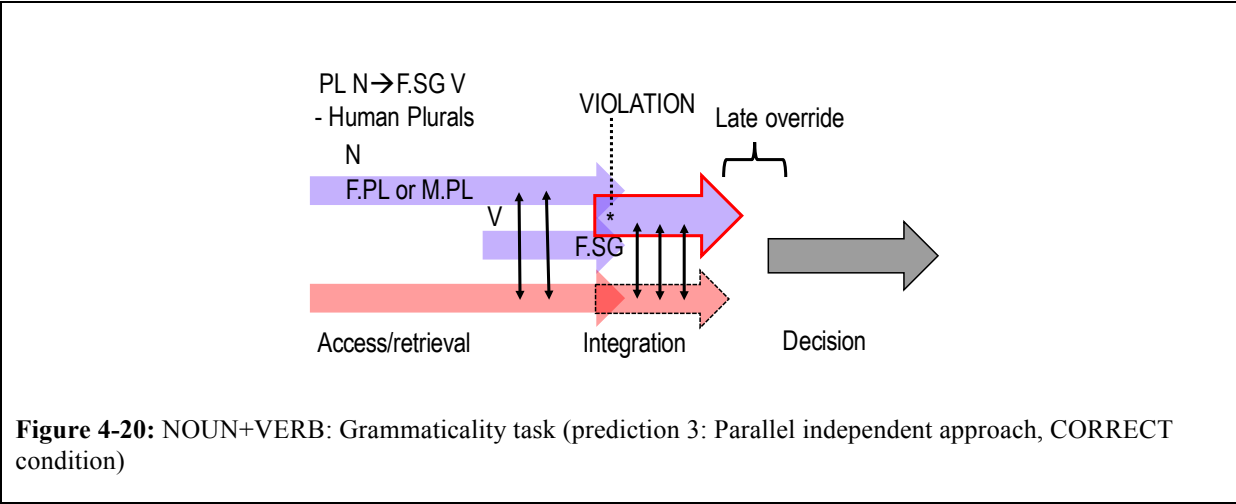 PL N→F.SG V
- Human Plurals
VIOLATION
Late override
N
F.PL or M.PL
V
*
F.SG
Access/retrieval
Integration
Decision
Figure 4-20: NOUN+VERB: Grammaticality task (prediction 3: Parallel independent approach, CORRECT
condition)